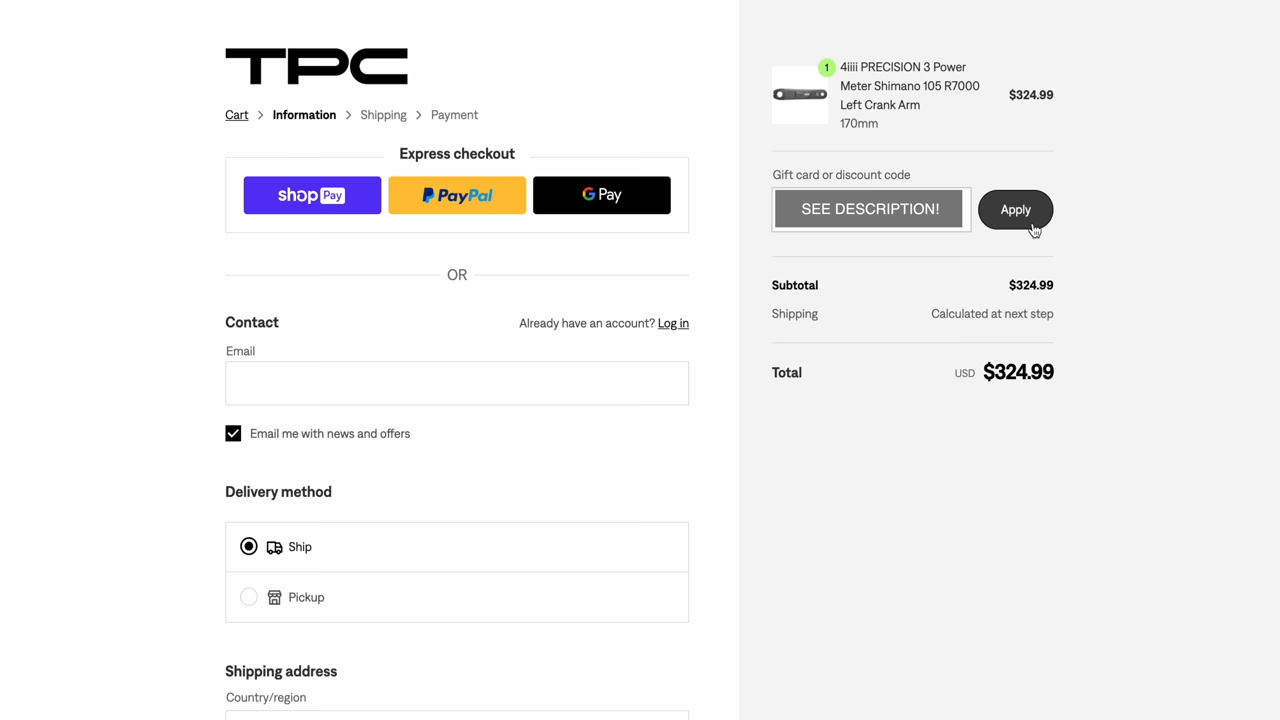 TPC
Cart > Information > Shipping > Payment
Express checkout
shop Pay
PayPal
G Pay
OR
Contact
Already have an account? Log in
Email
Email me with news and offers
Delivery method
Ship
Pickup
Shipping address
Country/region
1
4iiii PRECISION 3 Power
Meter Shimano 105 R7000
Left Crank Arm
170mm
$324.99
Gift card or discount code
SEE DESCRIPTION!
Apply
Subtotal $324.99
Shipping Calculated at next step
Total USD $324.99